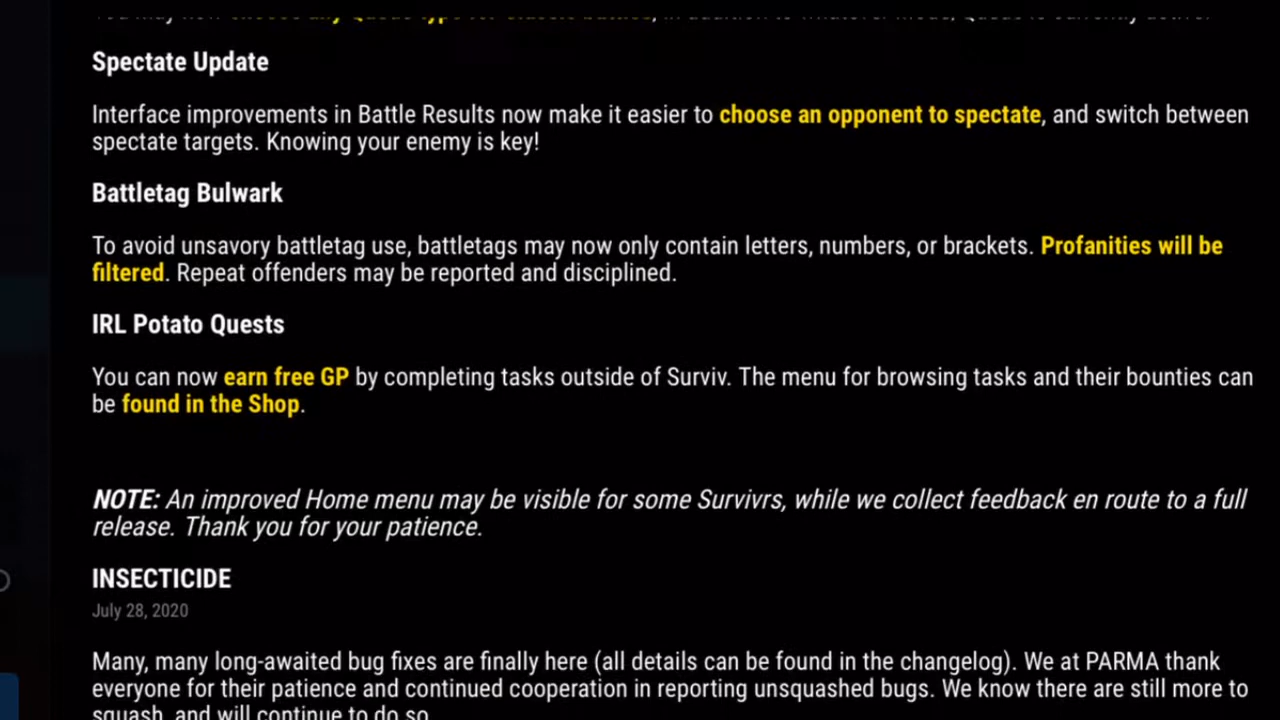 Spectate Update
Interface improvements in Battle Results now make it easier to choose an opponent to spectate, and switch between
spectate targets. Knowing your enemy is key!
Battletag Bulwark
To avoid unsavory battletag use, battletags may now only contain letters, numbers, or brackets. Profanities will be
filtered. Repeat offenders may be reported and disciplined.
IRL Potato Quests
You can now earn free GP by completing tasks outside of Surviv. The menu for browsing tasks and their bounties can
be found in the Shop.
NOTE: An improved Home menu may be visible for some Survivrs, while we collect feedback en route to a full
release. Thank you for your patience.
INSECTICIDE
July 28, 2020
Many, many long-awaited bug fixes are finally here (all details can be found in the changelog). We at PARMA thank
everyone for their patience and continued cooperation in reporting unsquashed bugs. We know there are still more to
squash, and will continue to do so.